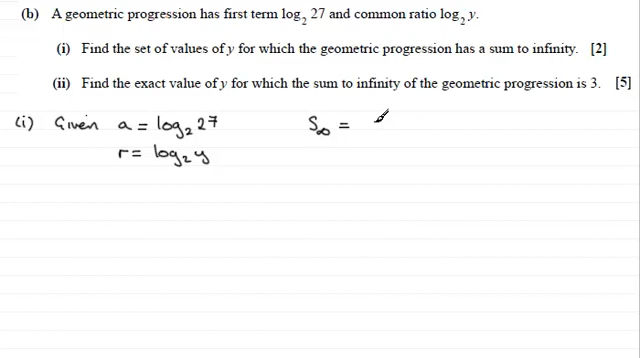 (b) A geometric progression has first term log₂ 27 and common ratio log₂ y.
(i) Find the set of values of y for which the geometric progression has a sum to infinity. [2]
(ii) Find the exact value of y for which the sum to infinity of the geometric progression is 3. [5]
(i) Given a = log₂ 27 S∞ =
r = log₂ y